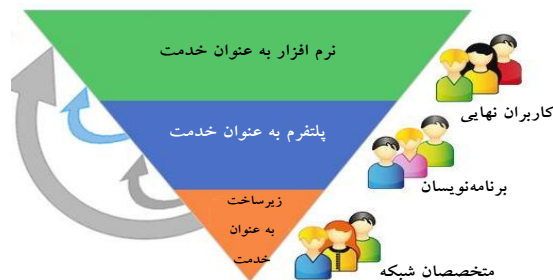 نرم افزار به عنوان خدمت
کاربران نهایی
پلتفرم به عنوان خدمت
برنامه‌نویسان
زیرساخت
به عنوان
خدمت
متخصصان شبکه